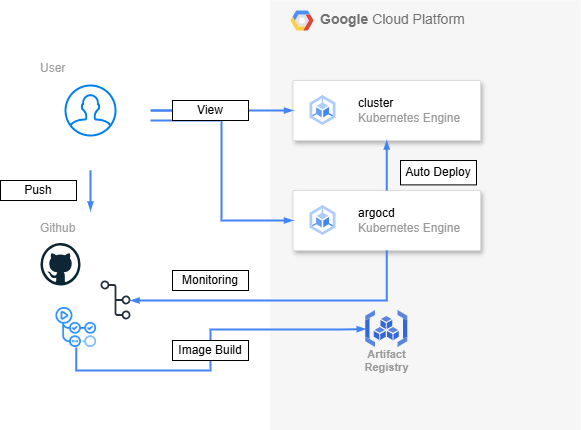 Google Cloud Platform
User
View
cluster
Kubernetes Engine
Auto Deploy
Push
argocd
Kubernetes Engine
Github
Monitoring
Image Build
Artifact
Registry